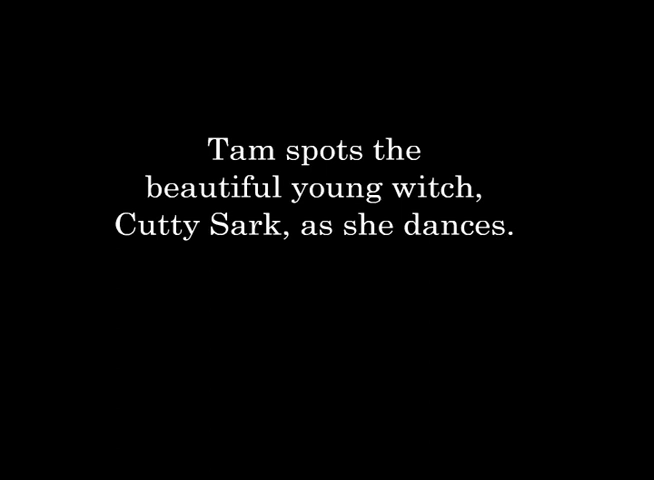 Tam spots the
beautiful young witch,
Cutty Sark, as she dances.